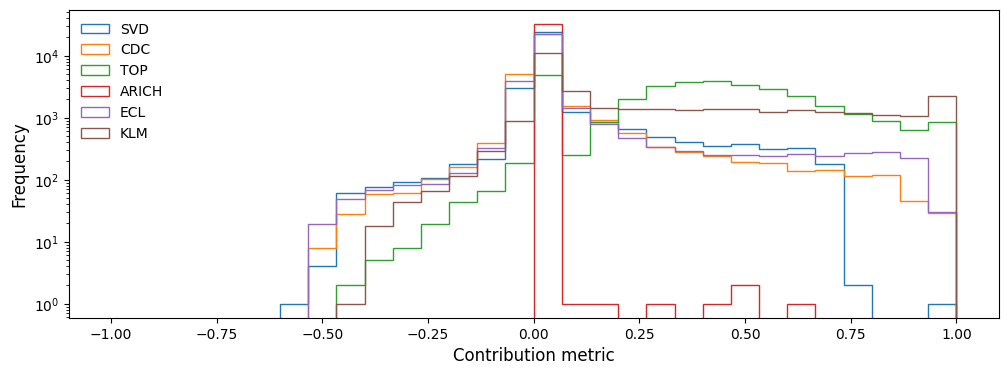 SVD
CDC
TOP
ARICH
ECL
KLM
Frequency
10⁴
10³
10²
10¹
10⁰
−1.00 −0.75 −0.50 −0.25 0.00 0.25 0.50 0.75 1.00
Contribution metric